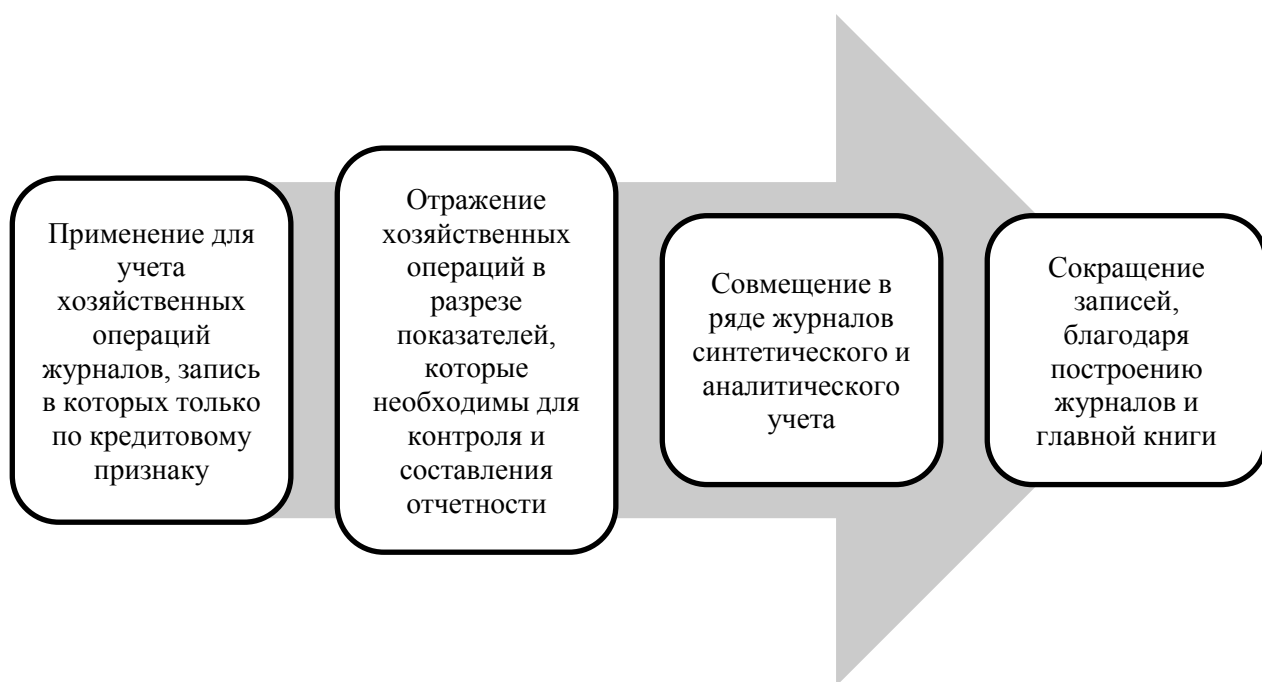 Применение для
учета
хозяйственных
операций
журналов, запись
в которых только
по кредитовому
признаку
Отражение
хозяйственных
операций в
разрезе
показателей,
которые
необходимы для
контроля и
составления
отчетности
Совмещение в
ряде журналов
синтетического и
аналитического
учета
Сокращение
записей,
благодаря
построению
журналов и
главной книги